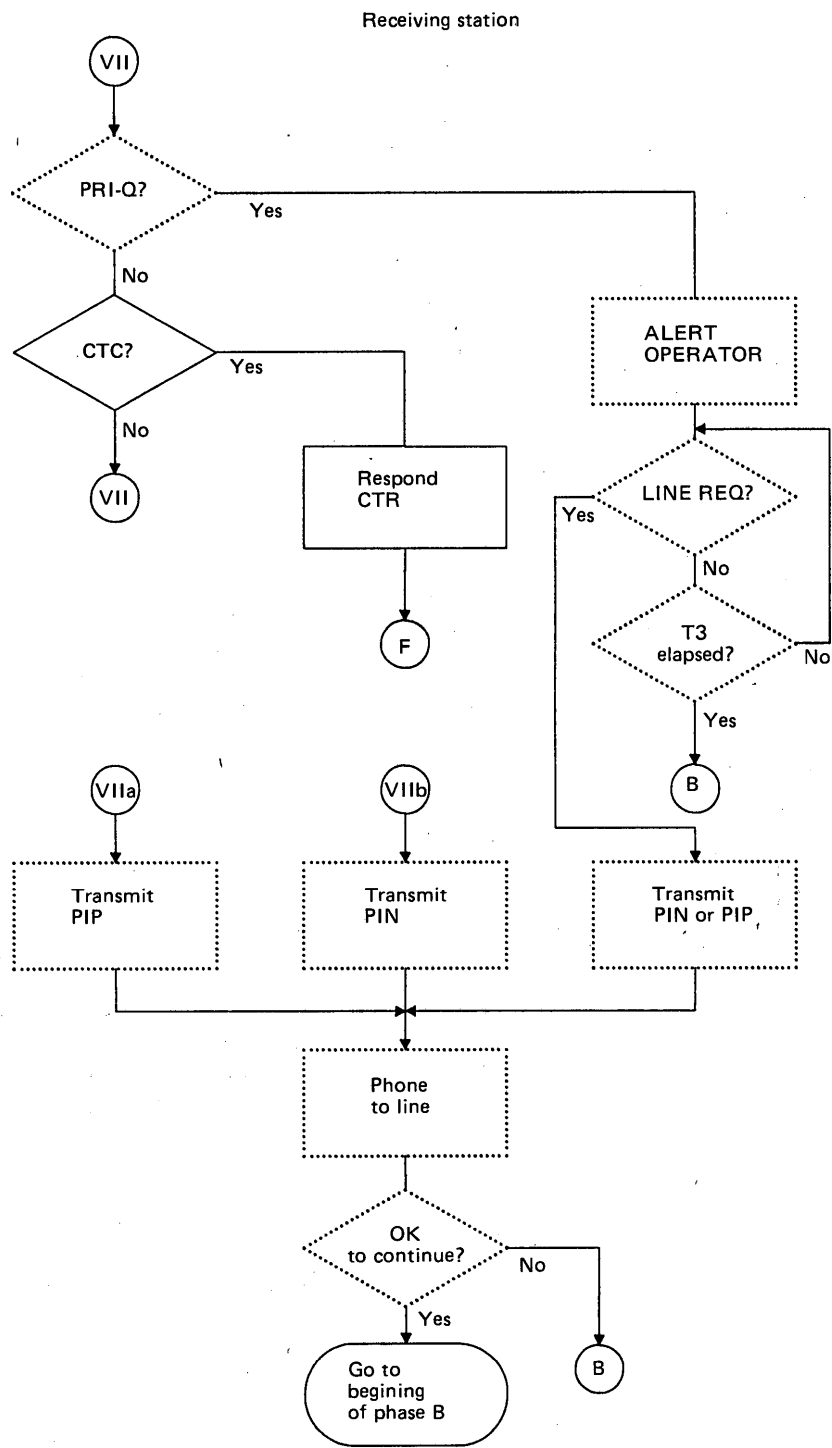 Receiving station
VII
PRI-Q?
Yes
No
CTC?
Yes
No
VII
Respond
CTR
F
ALERT
OPERATOR
LINE REQ?
Yes
No
T3
elapsed?
No
Yes
B
VIIa
VIIb
Transmit
PIP
Transmit
PIN
Transmit
PIN or PIP
Phone
to line
OK
to continue?
No
Yes
B
Go to
begining
of phase B